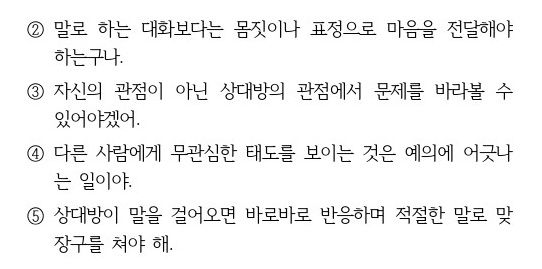 ② 말로 하는 대화보다는 몸짓이나 표정으로 마음을 전달해야
하는구나.
③ 자신의 관점이 아닌 상대방의 관점에서 문제를 바라볼 수
있어야겠어.
④ 다른 사람에게 무관심한 태도를 보이는 것은 예의에 어긋나
는 일이야.
⑤ 상대방이 말을 걸어오면 바로바로 반응하며 적절한 말로 맞
장구를 쳐야 해.